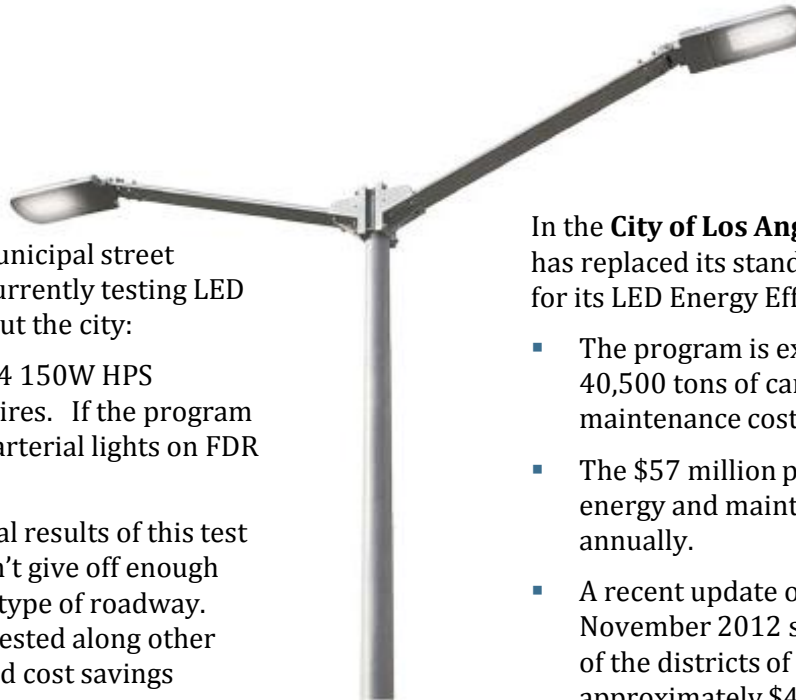 municipal street
currently testing LED
out the city:
4 150W HPS
ires. If the program
arterial lights on FDR
al results of this test
n't give off enough
type of roadway.
ested along other
d cost savings
In the City of Los Ang
has replaced its stand
for its LED Energy Eff
▪ The program is ex
40,500 tons of car
maintenance cost
▪ The $57 million p
energy and maint
annually.
▪ A recent update o
November 2012 s
of the districts of
approximately $4